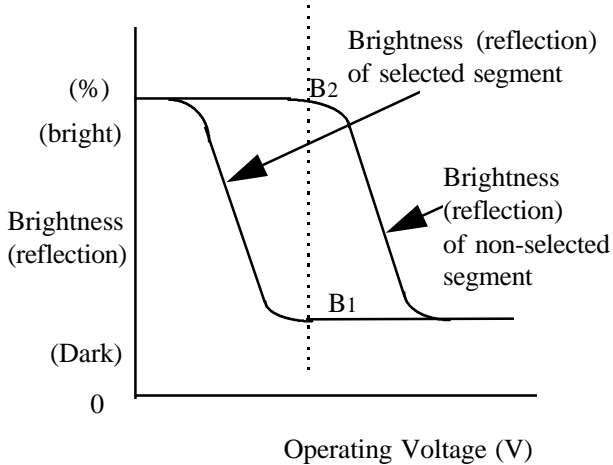 Brightness (reflection)
of selected segment
(%)
B2
(bright)
Brightness
(reflection)
of non-selected
segment
Brightness
(reflection)
B1
(Dark)
0
Operating Voltage (V)